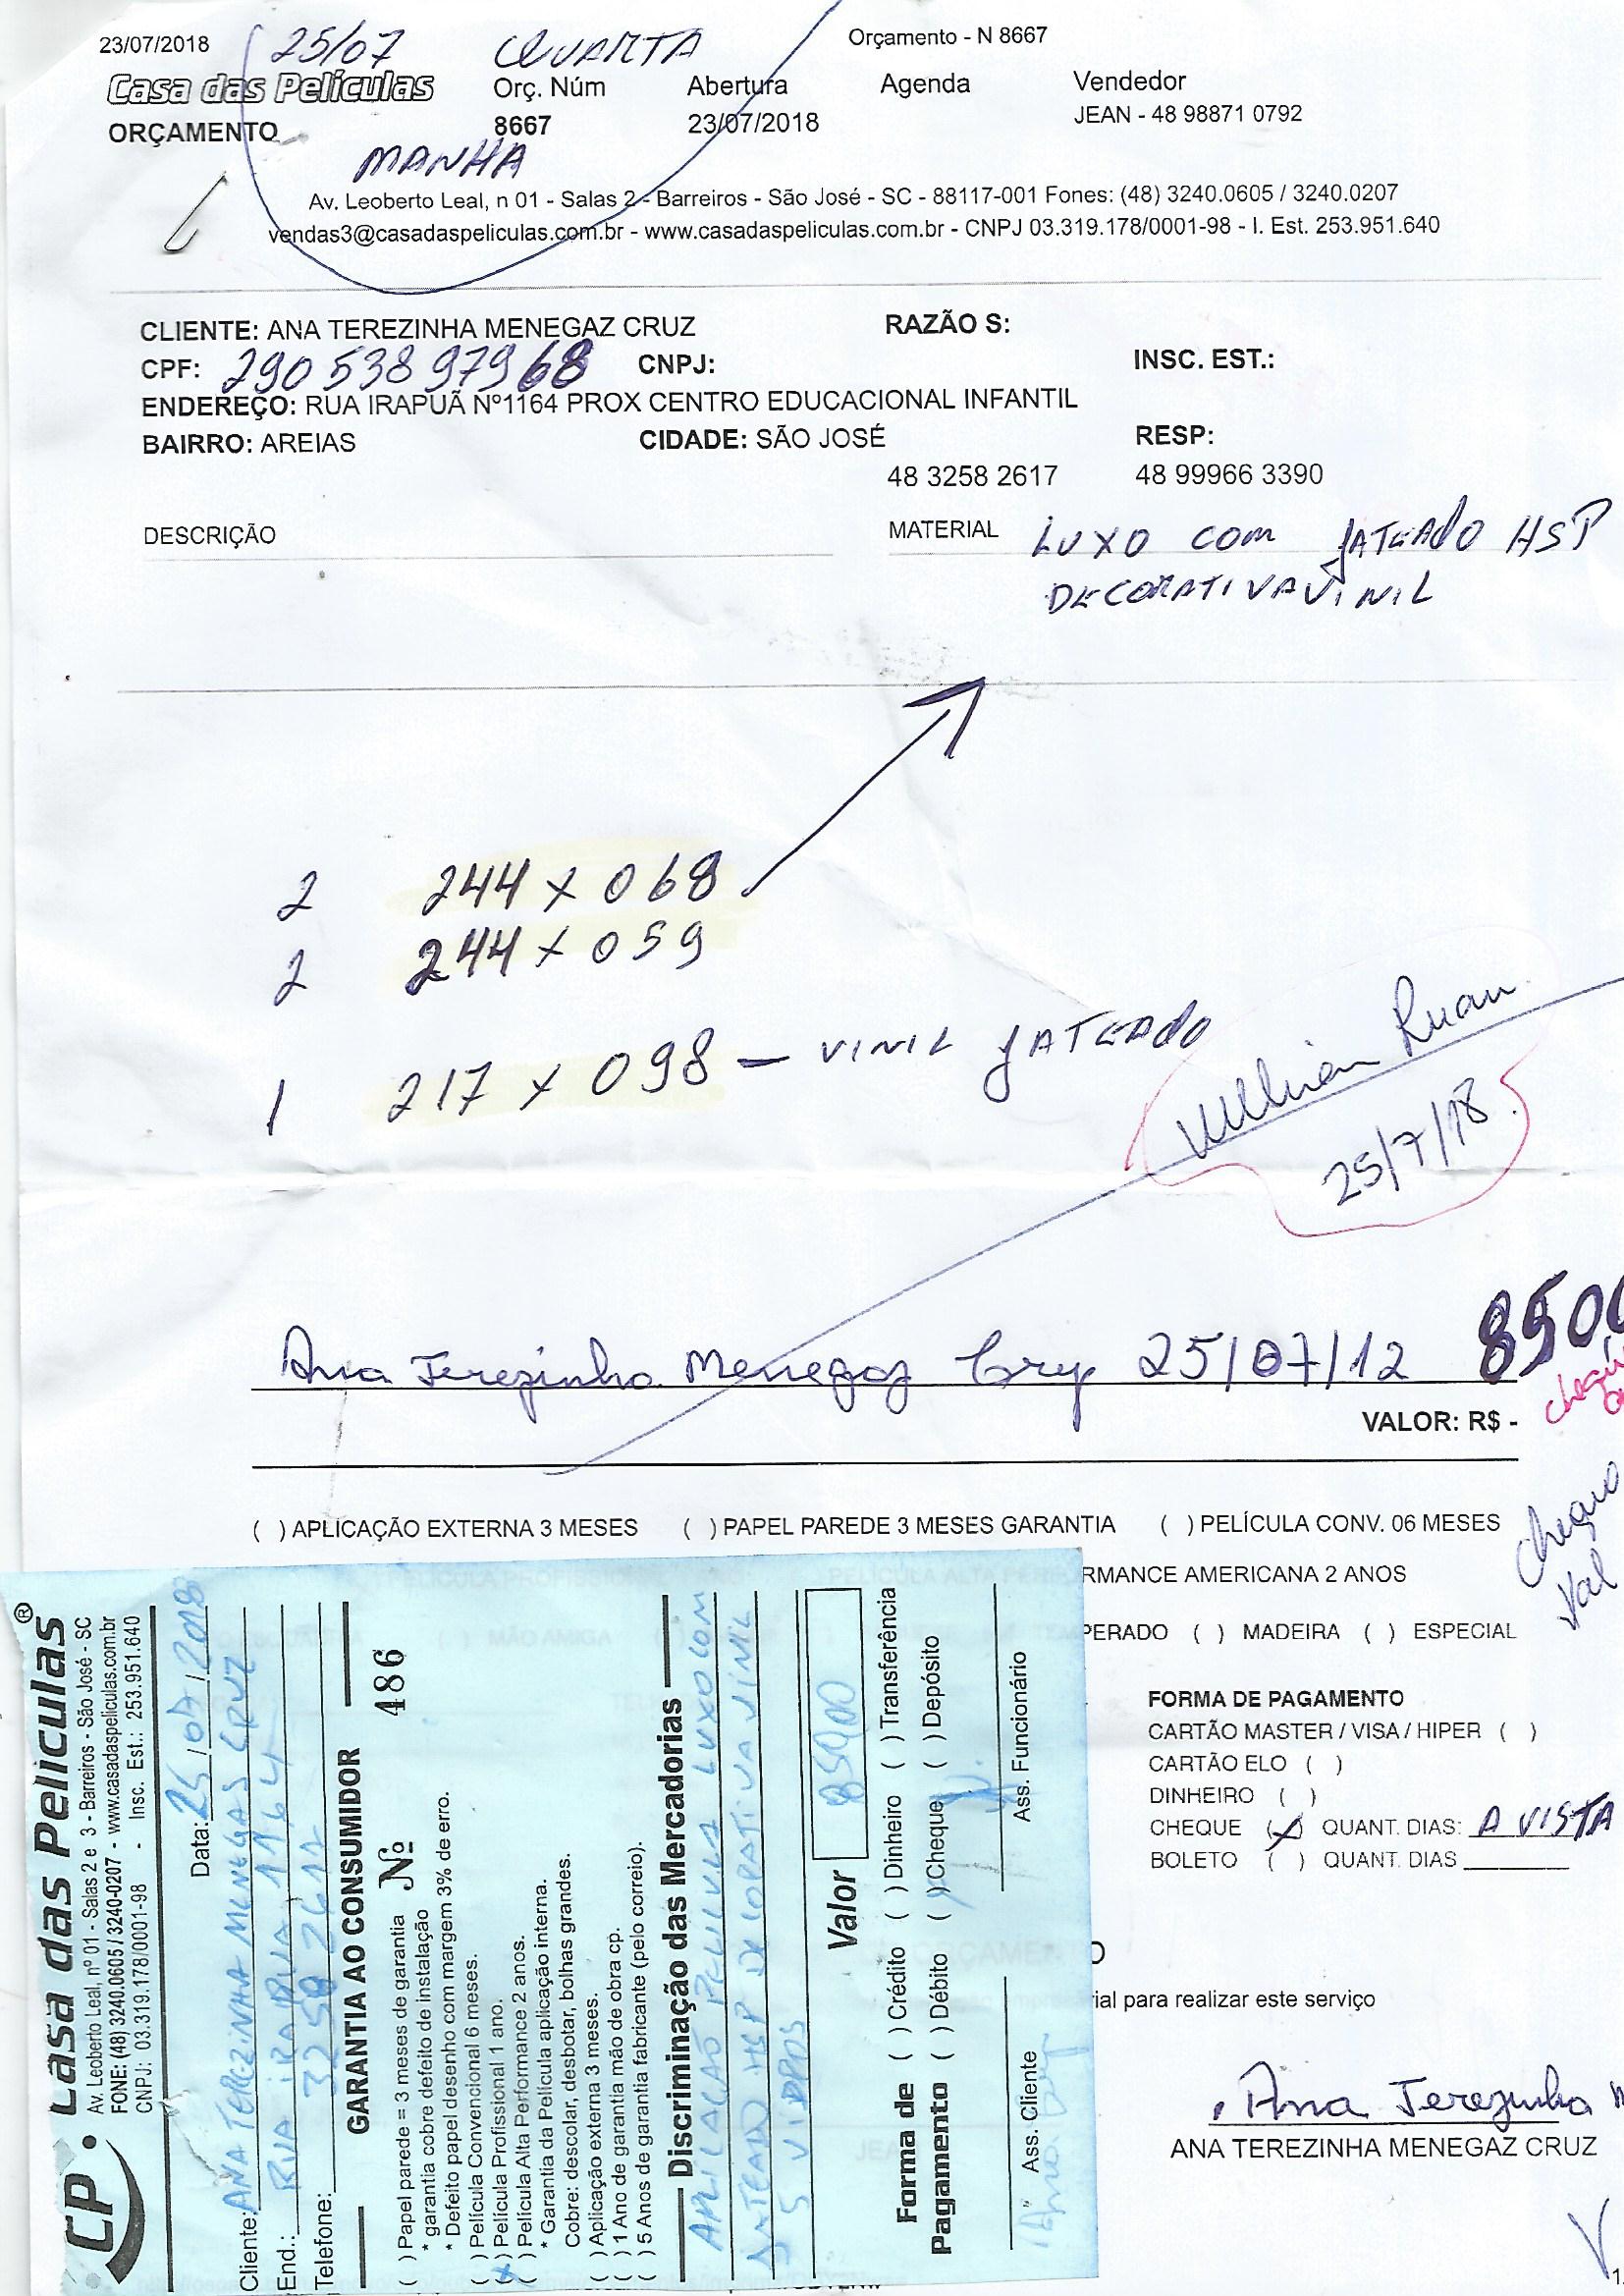 23/07/2018 25/07 QUARTA Orçamento - N 8667
Casa das Películas Orç. Núm Abertura Agenda Vendedor
ORÇAMENTO 8667 23/07/2018 JEAN - 48 98871 0792
MANHA
Av. Leoberto Leal, n 01 - Salas 2 - Barreiros - São José - SC - 88117-001 Fones: (48) 3240.0605 / 3240.0207
vendas3@casadaspeliculas.com.br - www.casadaspeliculas.com.br - CNPJ 03.319.178/0001-98 - I. Est. 253.951.640
CLIENTE: ANA TEREZINHA MENEGAZ CRUZ RAZÃO S:
CPF: 290 538 979 68 CNPJ: INSC. EST.:
ENDEREÇO: RUA IRAPUÃ Nº1164 PROX CENTRO EDUCACIONAL INFANTIL
BAIRRO: AREIAS CIDADE: SÃO JOSÉ RESP:
48 3258 2617 48 99966 3390
DESCRIÇÃO MATERIAL LUXO COM JATEADO HSP
DECORATIVA VINIL
2 244 x 068
2 244 x 059
1 217 x 098 - VINIL JATEADO
Willian Ruan
25/7/18
Ana Terezinha Menegaz Cruz 25/07/12 850
VALOR: R$ -
( ) APLICAÇÃO EXTERNA 3 MESES ( ) PAPEL PAREDE 3 MESES GARANTIA ( ) PELÍCULA CONV. 06 MESES
RMANCE AMERICANA 2 ANOS
PERADO ( ) MADEIRA ( ) ESPECIAL
FORMA DE PAGAMENTO
CARTÃO MASTER / VISA / HIPER ( )
CARTÃO ELO ( )
DINHEIRO ( )
CHEQUE (X) QUANT. DIAS: A VISTA
BOLETO ( ) QUANT. DIAS
O
ial para realizar este serviço
Ana Terezinha
ANA TEREZINHA MENEGAZ CRUZ
CP. Casa das Películas ®
Av. Leoberto Leal, nº 01 - Salas 2 e 3 - Barreiros - São José - SC
FONE: (48) 3240.0605 / 3240-0207 - www.casadaspeliculas.com.br
CNPJ: 03.319.178/0001-98 - Insc. Est.: 253.951.640
Data: 25/07/2018
Cliente: ANA TEREZINHA MENEGAS CRUZ
End.: RUA IRAPUA, 1164
Telefone: 3258 2617
GARANTIA AO CONSUMIDOR
( ) Papel parede = 3 meses de garantia Nº 486
* garantia cobre defeito de instalação
* Defeito papel desenho com margem 3% de erro.
( ) Película Convencional 6 meses.
(X) Película Profissional 1 ano.
( ) Película Alta Performance 2 anos.
* Garantia da Película aplicação interna.
Cobre: descolar, desbotar, bolhas grandes.
( ) Aplicação externa 3 meses.
( ) 1 Ano de garantia mão de obra cp.
( ) 5 Anos de garantia fabricante (pelo correio).
Discriminação das Mercadorias
APLICAÇÃO PELICULA LUXO COM
JATEADO HSP DECORATIVA VINIL
5 VIDROS
Valor 850,00
Forma de ( ) Crédito ( ) Dinheiro ( ) Transferência
Pagamento ( ) Débito ( ) Cheque ( ) Depósito
Ass. Cliente Ass. Funcionário